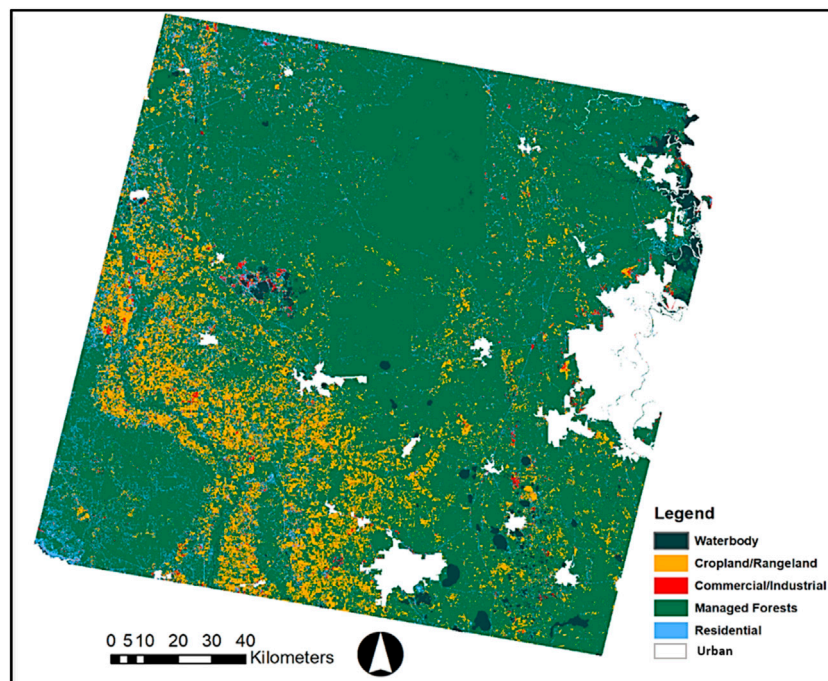 Legend
Waterbody
Cropland/Rangeland
Commercial/Industrial
Managed Forests
Residential
Urban
0 5 10 20 30 40
Kilometers